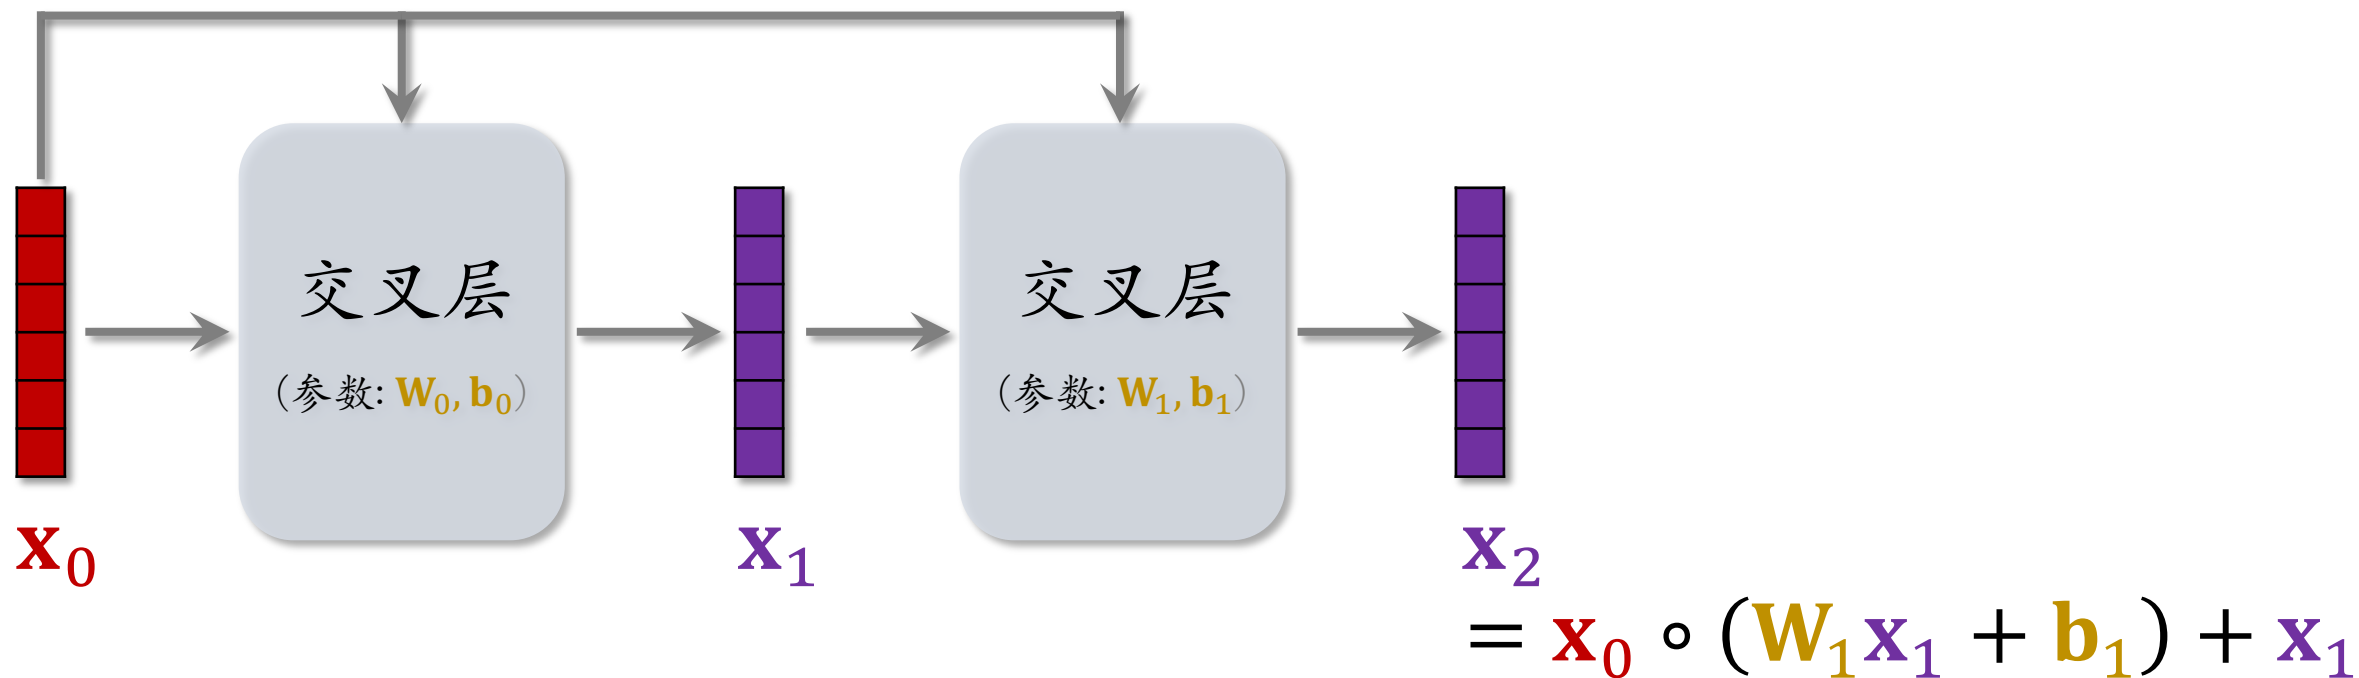 交叉层
(参数: W₀, b₀)
交叉层
(参数: W₁, b₁)
x₀
x₁
x₂
= x₀ ∘ (W₁x₁ + b₁) + x₁